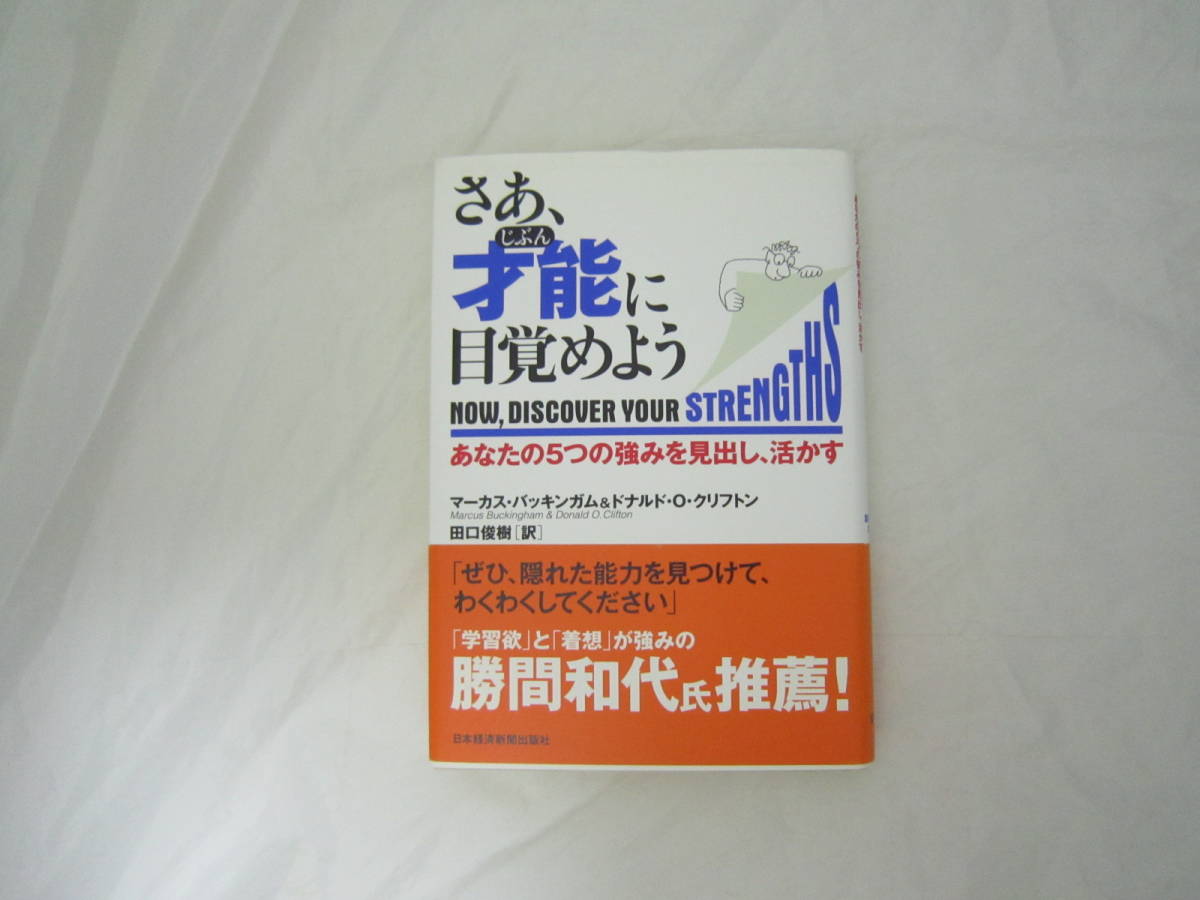 さあ、
じぶん
才能に
目覚めよう
NOW, DISCOVER YOUR STRENGTHS
あなたの5つの強みを見出し、活かす
マーカス・バッキンガム&ドナルド・O・クリフトン
Marcus Buckingham & Donald O. Clifton
田口俊樹[訳]
「ぜひ、隠れた能力を見つけて、
わくわくしてください」
「学習欲」と「着想」が強みの
勝間和代氏推薦!
日本経済新聞出版社